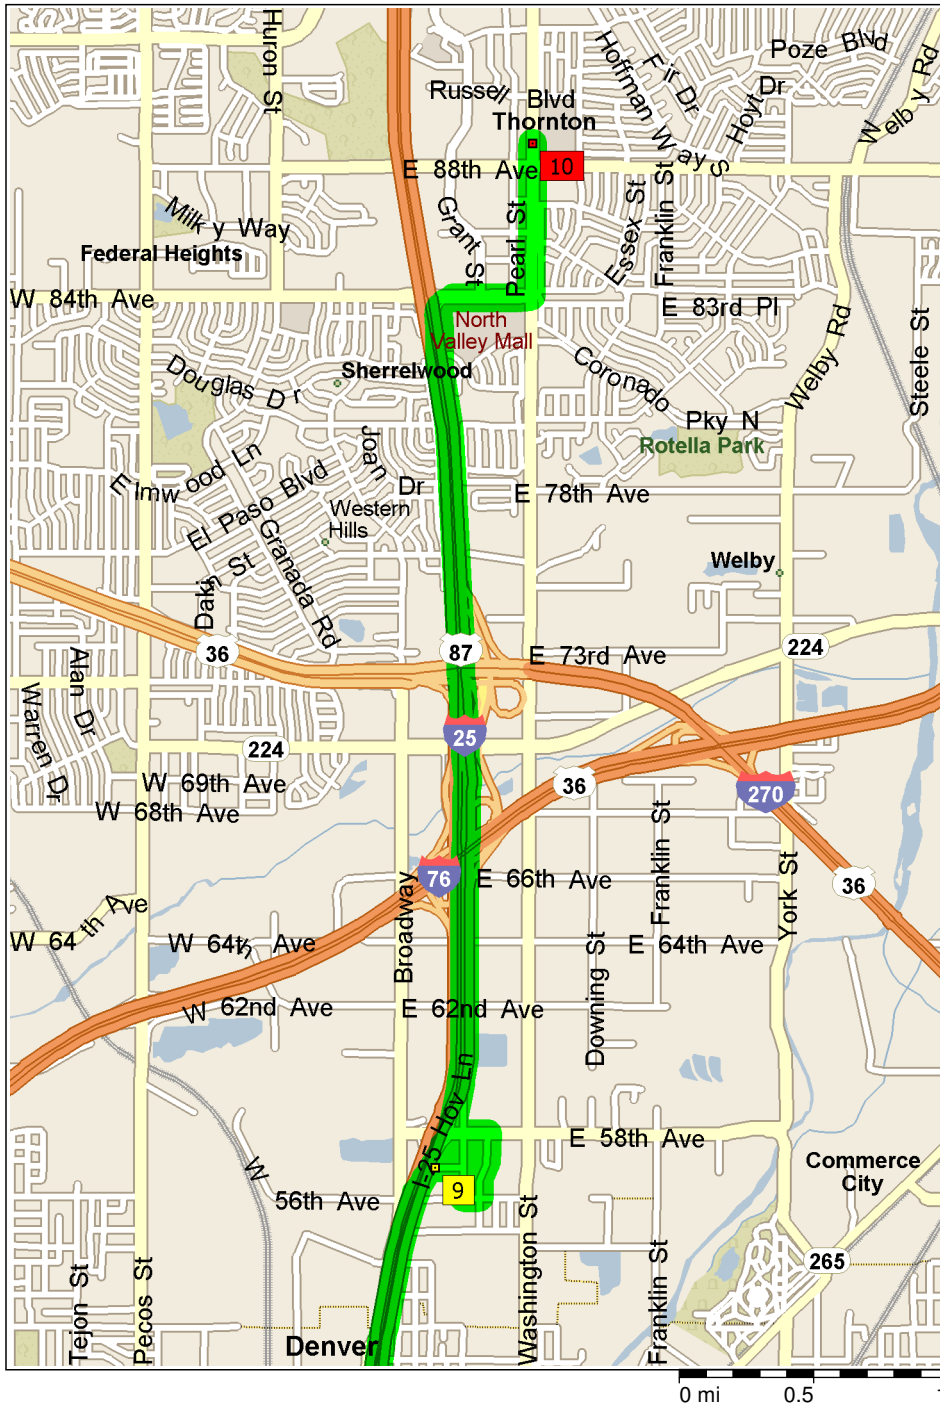 Huron St
Poze Blvd
Hoffman Way S
Fir Dr
Hoyt Dr
Welby Rd
Russell Blvd
Thornton
E 88th Ave
10
Milky Way
Grant St
Pearl St
Essex St
Franklin St
Federal Heights
W 84th Ave
E 83rd Pl
North
Valley Mall
Welby Rd
Steele St
Sherrelwood
Douglas Dr
Coronado Pky N
Rotella Park
Joan Dr
Elmwood Ln
El Paso Blvd
E 78th Ave
Western
Hills
Granada Rd
Dakin St
Welby
36
87
E 73rd Ave
224
Alan Dr
Warren Dr
25
224
W 69th Ave
36
270
W 68th Ave
Franklin St
76
E 66th Ave
York St
36
Broadway
W 64th Ave
W 64th Ave
Downing St
E 64th Ave
W 62nd Ave
E 62nd Ave
I-25 Hov Ln
E 58th Ave
Commerce
City
9
W 56th Ave
Washington St
Franklin St
265
Tejon St
Pecos St
Denver
0 mi 0.5 1